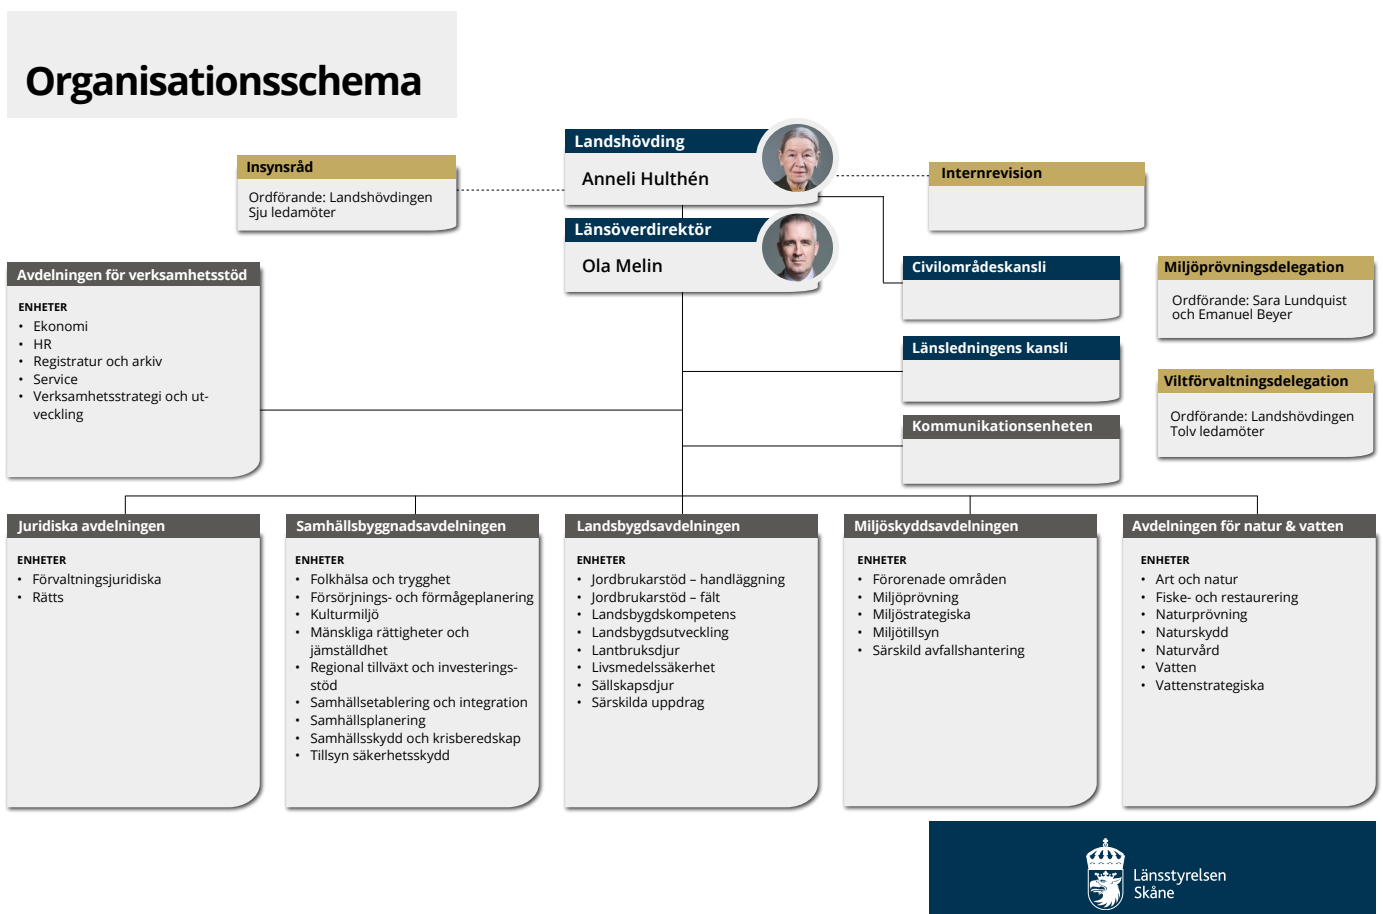 Organisationsschema
Landshövding
Anneli Hulthén
Insynsråd
Ordförande: Landshövdingen
Sju ledamöter
Internrevision
Länsöverdirektör
Ola Melin
Avdelningen för verksamhetsstöd
ENHETER
• Ekonomi
• HR
• Registratur och arkiv
• Service
• Verksamhetsstrategi och ut-
veckling
Civilområdeskansli
Miljöprövningsdelegation
Ordförande: Sara Lundquist
och Emanuel Beyer
Länsledningens kansli
Viltförvaltningsdelegation
Ordförande: Landshövdingen
Tolv ledamöter
Kommunikationsenheten
Juridiska avdelningen
ENHETER
• Förvaltningsjuridiska
• Rätts
Samhällsbyggnadsavdelningen
ENHETER
• Folkhälsa och trygghet
• Försörjnings- och förmågeplanering
• Kulturmiljö
• Mänskliga rättigheter och
jämställdhet
• Regional tillväxt och investerings-
stöd
• Samhällsetablering och integration
• Samhällsplanering
• Samhällsskydd och krisberedskap
• Tillsyn säkerhetsskydd
Landsbygdsavdelningen
ENHETER
• Jordbrukarstöd – handläggning
• Jordbrukarstöd – fält
• Landsbygdskompetens
• Landsbygdsutveckling
• Lantbruksdjur
• Livsmedelssäkerhet
• Sällskapsdjur
• Särskilda uppdrag
Miljöskyddsavdelningen
ENHETER
• Förorenade områden
• Miljöprövning
• Miljöstrategiska
• Miljötillsyn
• Särskild avfallshantering
Avdelningen för natur & vatten
ENHETER
• Art och natur
• Fiske- och restaurering
• Naturprövning
• Naturskydd
• Naturvård
• Vatten
• Vattenstrategiska
Länsstyrelsen
Skåne